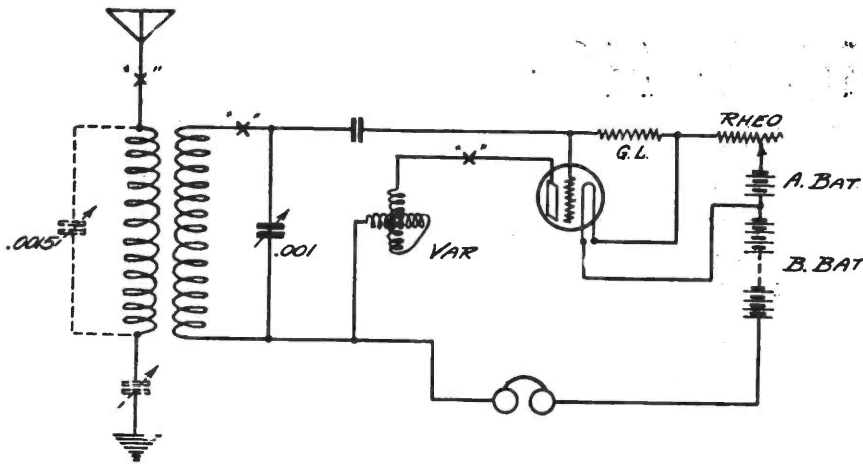 "x"
"x"
"x"
RHEO
G.L.
A. BAT.
.0015
.001
VAR
B. BAT